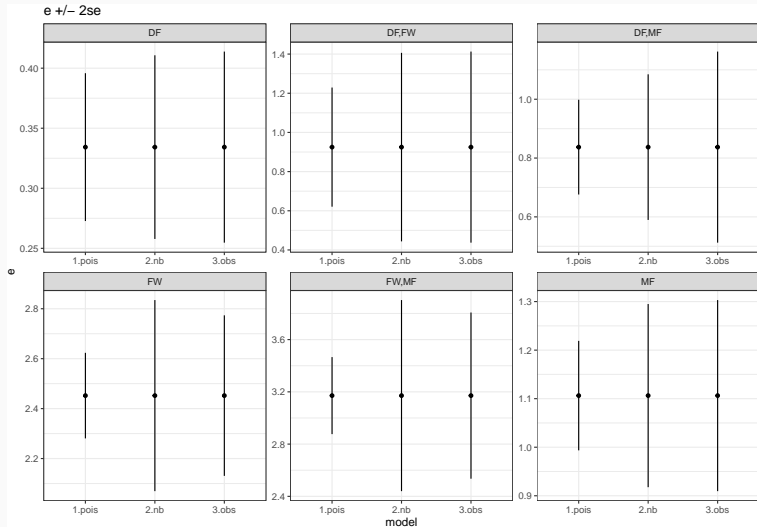 e +/− 2se
DF
DF,FW
DF,MF
0.40
0.35
0.30
0.25
1.4
1.2
1.0
0.8
0.6
0.4
1.0
0.8
0.6
1.pois 2.nb 3.obs
1.pois 2.nb 3.obs
1.pois 2.nb 3.obs
e
FW
FW,MF
MF
2.8
2.6
2.4
2.2
3.6
3.2
2.8
2.4
1.3
1.2
1.1
1.0
0.9
1.pois 2.nb 3.obs
1.pois 2.nb 3.obs
1.pois 2.nb 3.obs
model